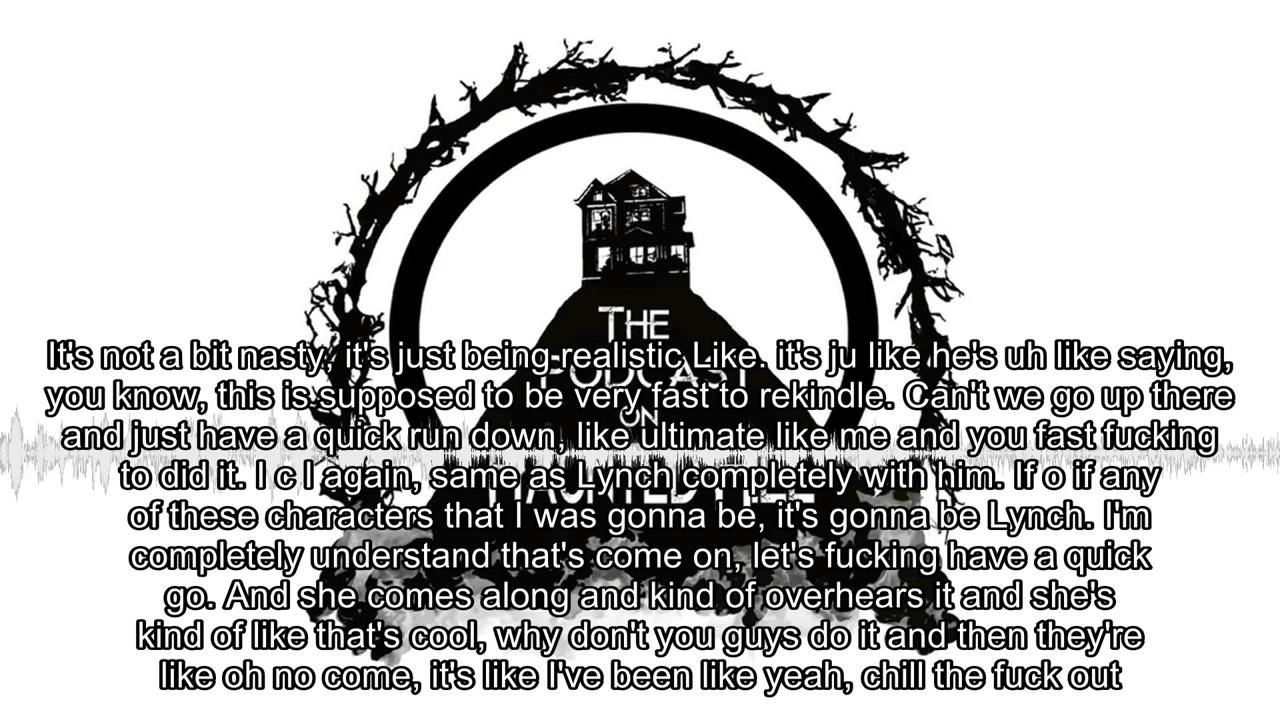 THE
PODCAST
ON
HAUNTED HILL
It's not a bit nasty, it's just being-realistic Like. it's ju like he's uh like saying,
you know, this is supposed to be very fast to rekindle. Can't we go up there
and just have a quick run down, like ultimate like me and you fast fucking
to did it. I c I again, same as Lynch completely with him. If o if any
of these characters that I was gonna be, it's gonna be Lynch. I'm
completely understand that's come on, let's fucking have a quick
go. And she comes along and kind of overhears it and she's
kind of like that's cool, why don't you guys do it and then they're
like oh no come, it's like I've been like yeah, chill the fuck out